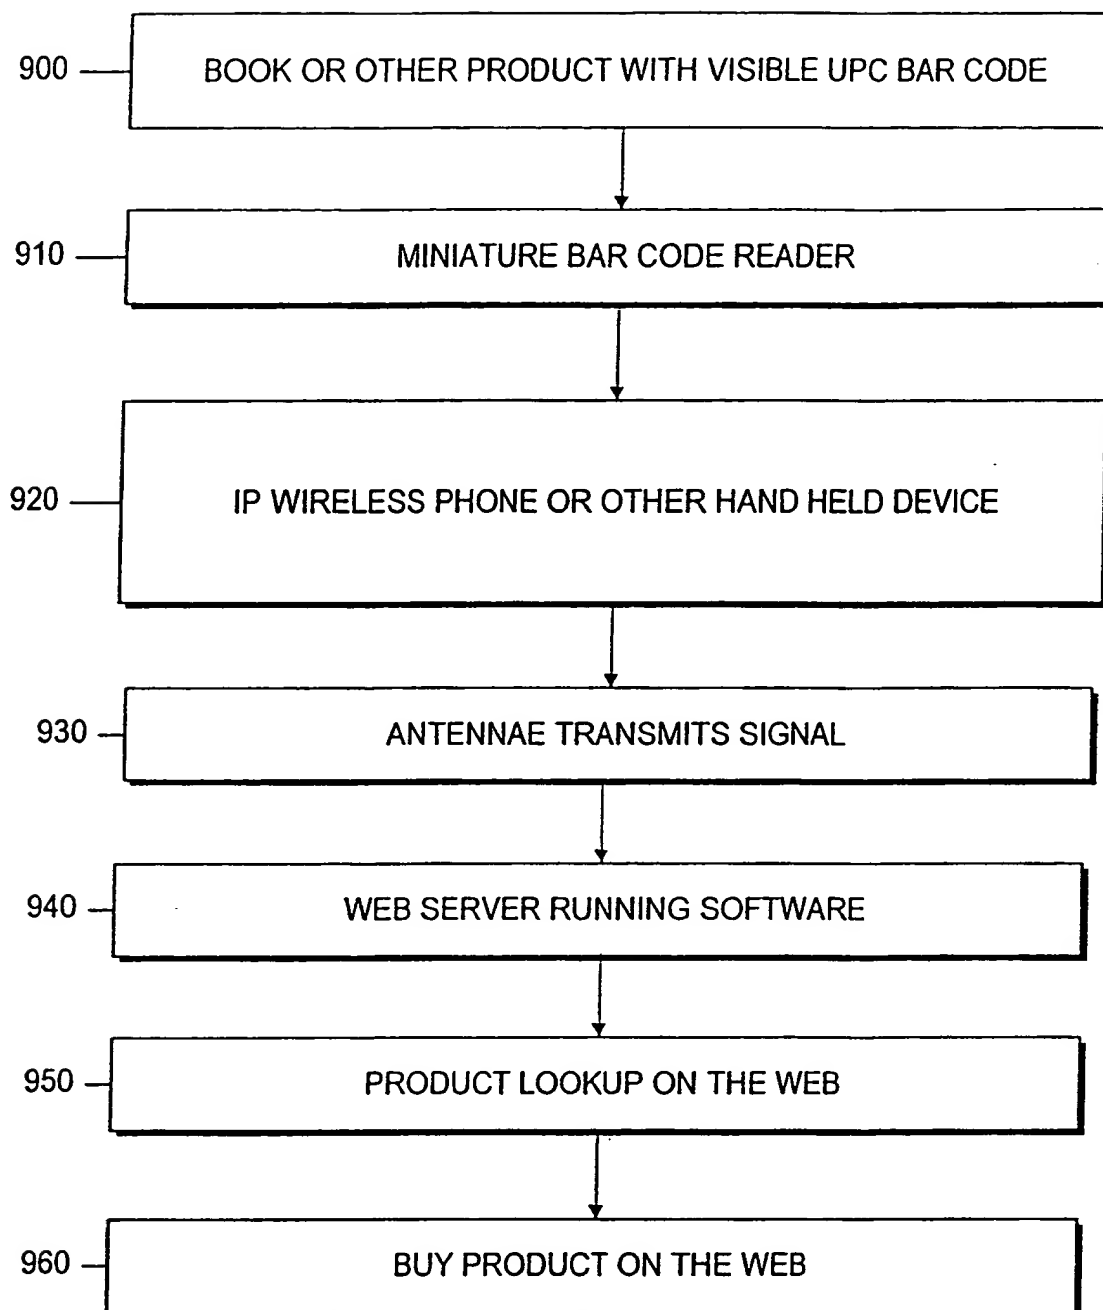 900 BOOK OR OTHER PRODUCT WITH VISIBLE UPC BAR CODE
910 MINIATURE BAR CODE READER
920 IP WIRELESS PHONE OR OTHER HAND HELD DEVICE
930 ANTENNAE TRANSMITS SIGNAL
940 WEB SERVER RUNNING SOFTWARE
950 PRODUCT LOOKUP ON THE WEB
960 BUY PRODUCT ON THE WEB